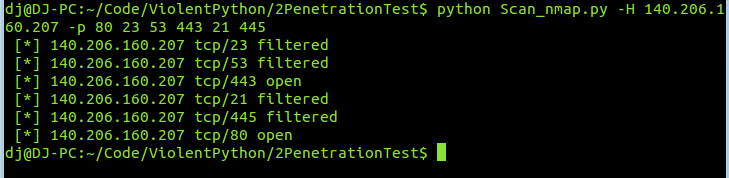 dj@DJ-PC:~/Code/ViolentPython/2PenetrationTest$ python Scan_nmap.py -H 140.206.1
60.207 -p 80 23 53 443 21 445
[*] 140.206.160.207 tcp/23 filtered
[*] 140.206.160.207 tcp/53 filtered
[*] 140.206.160.207 tcp/443 open
[*] 140.206.160.207 tcp/21 filtered
[*] 140.206.160.207 tcp/445 filtered
[*] 140.206.160.207 tcp/80 open
dj@DJ-PC:~/Code/ViolentPython/2PenetrationTest$